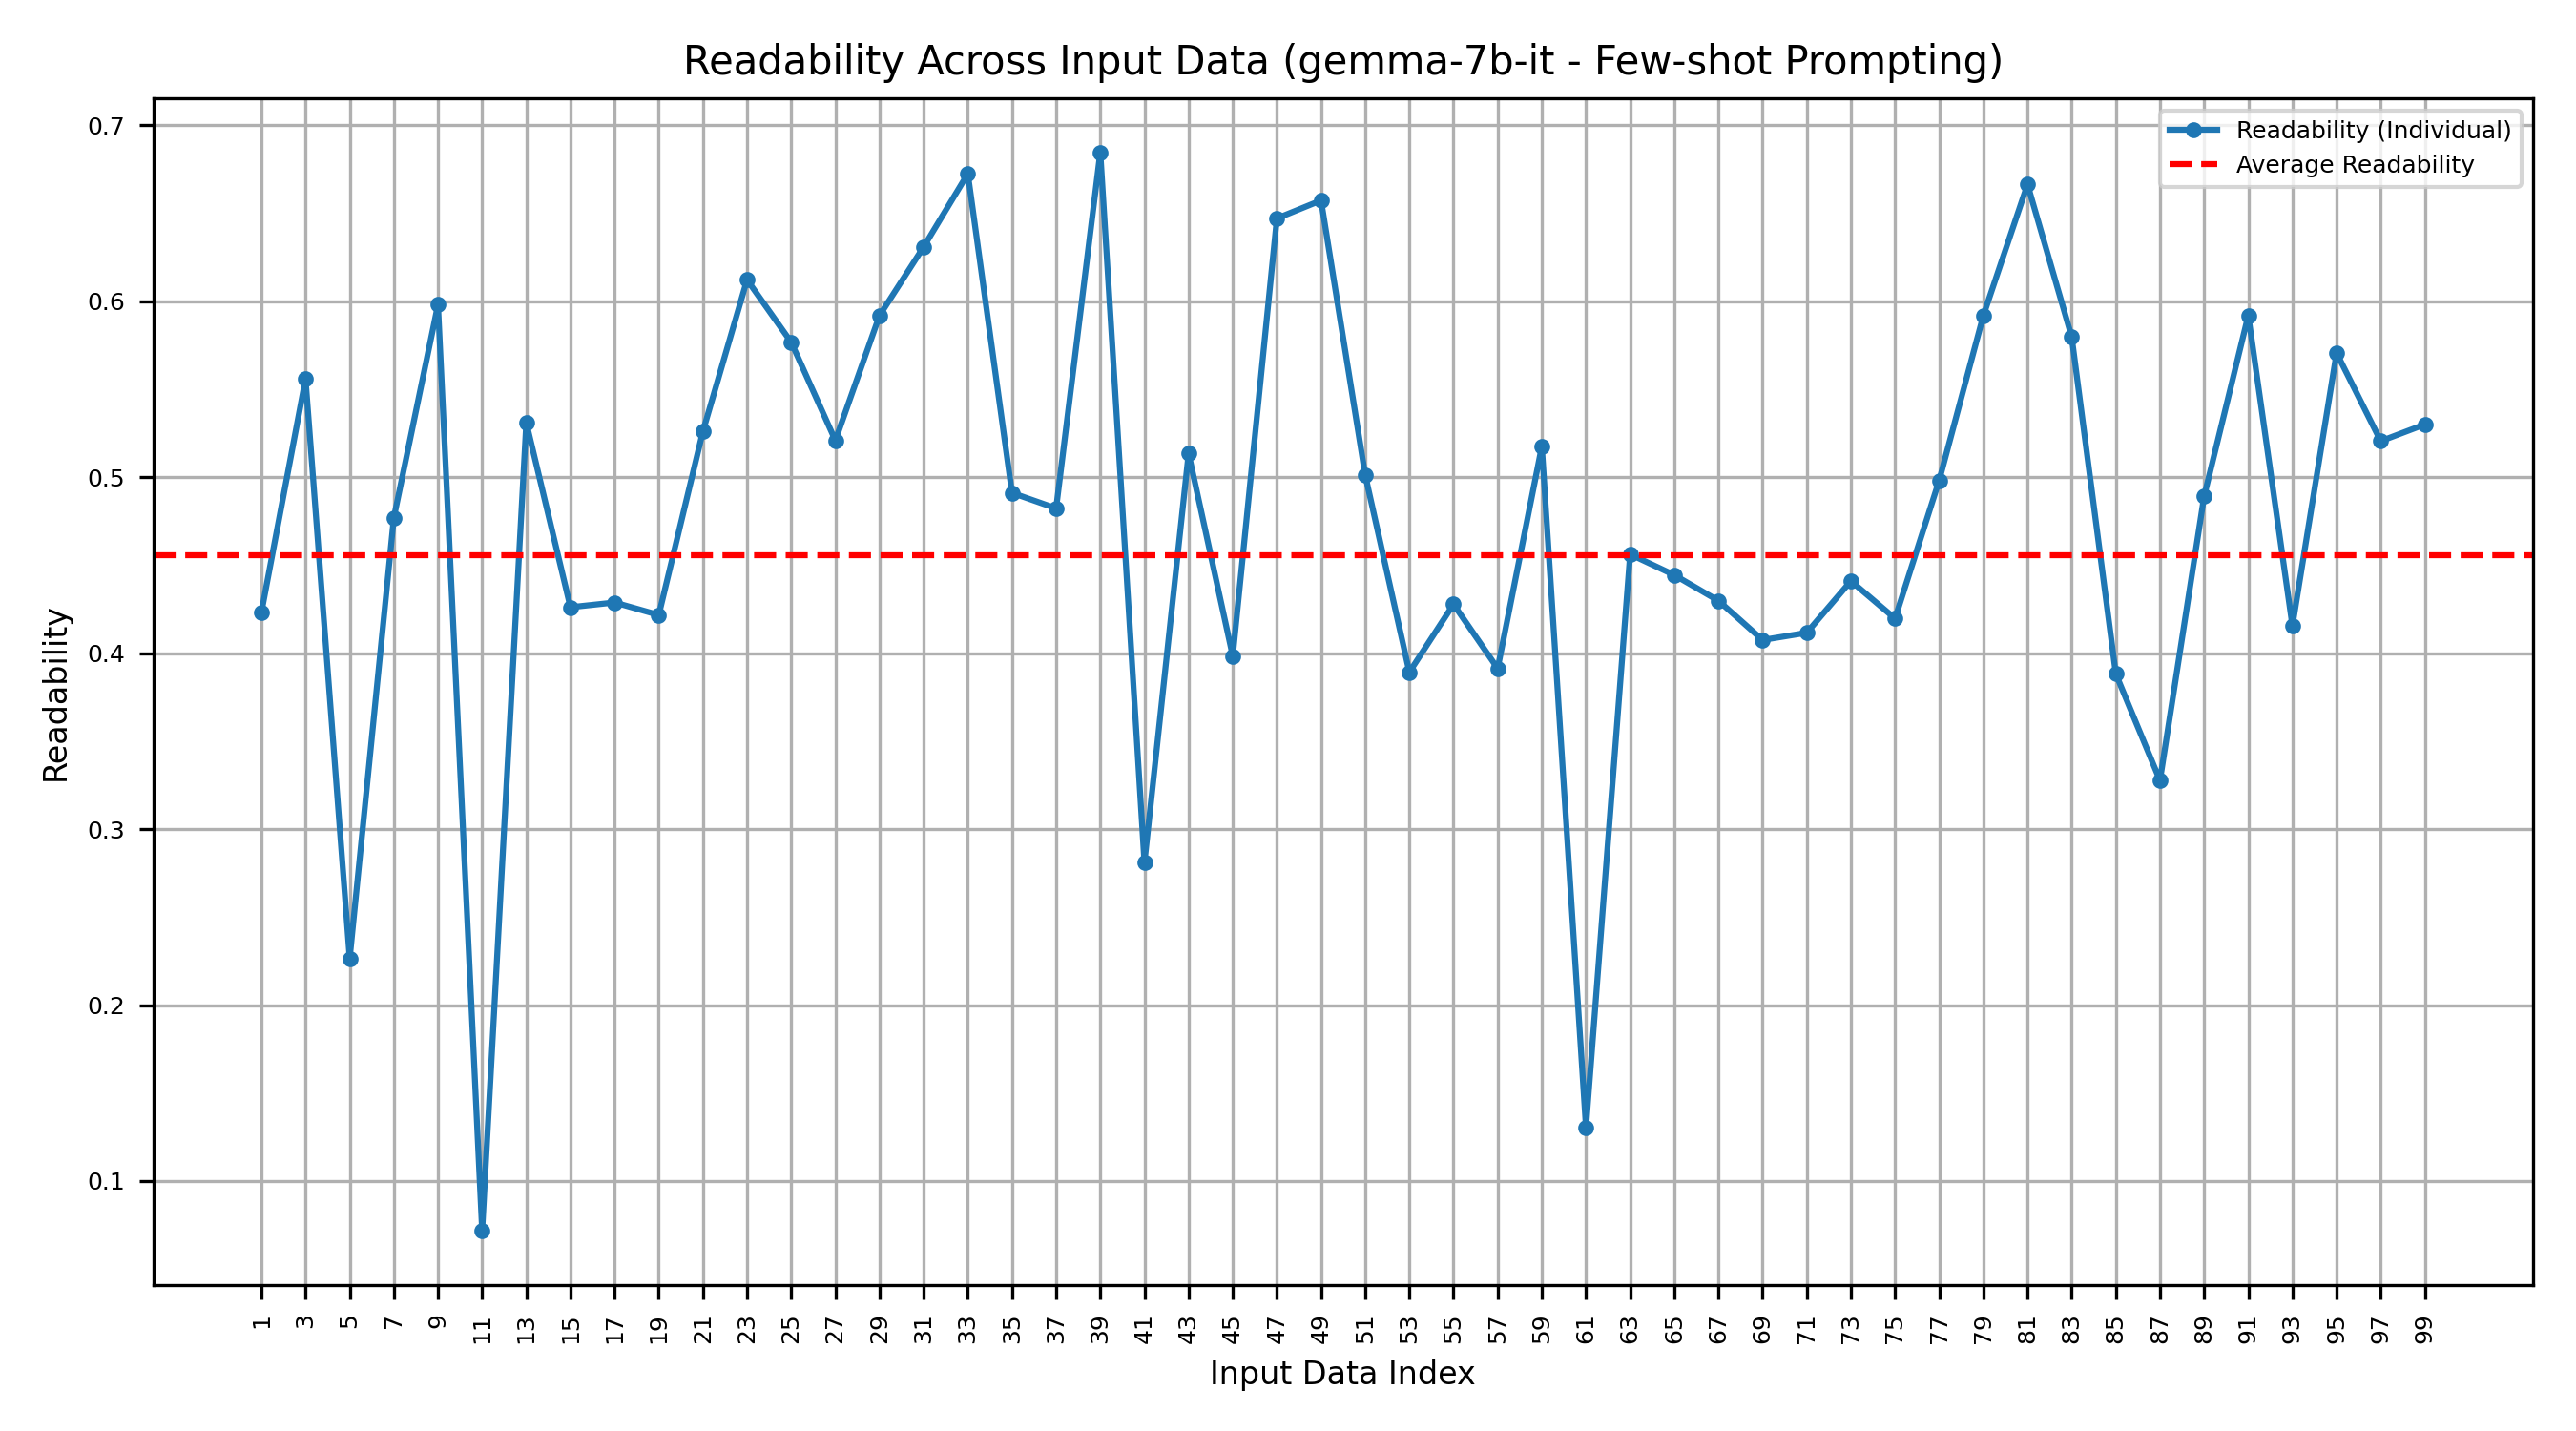 Readability Across Input Data (gemma-7b-it - Few-shot Prompting)
Readability (Individual)
Average Readability
0.7
0.6
0.5
0.4
0.3
0.2
0.1
Readability
1 3 5 7 9 11 13 15 17 19 21 23 25 27 29 31 33 35 37 39 41 43 45 47 49 51 53 55 57 59 61 63 65 67 69 71 73 75 77 79 81 83 85 87 89 91 93 95 97 99
Input Data Index